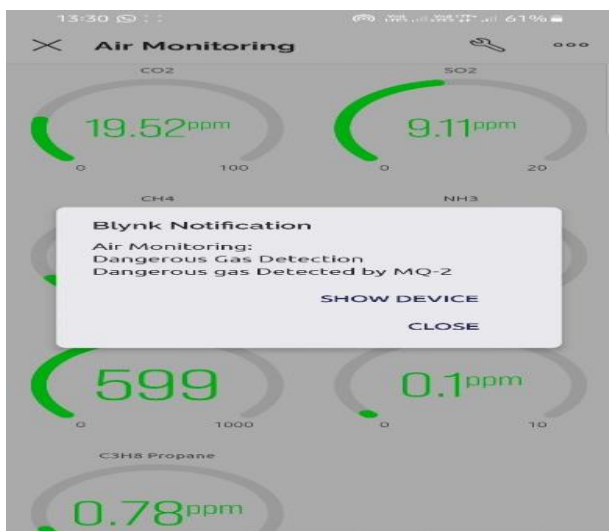 13:30
61%
Air Monitoring
CO2
SO2
19.52ppm
9.11ppm
0 100
0 20
CH4
NH3
Blynk Notification
Air Monitoring:
Dangerous Gas Detection
Dangerous gas Detected by MQ-2
SHOW DEVICE
CLOSE
599
0.1ppm
0 1000
0 10
C3H8 Propane
0.78ppm